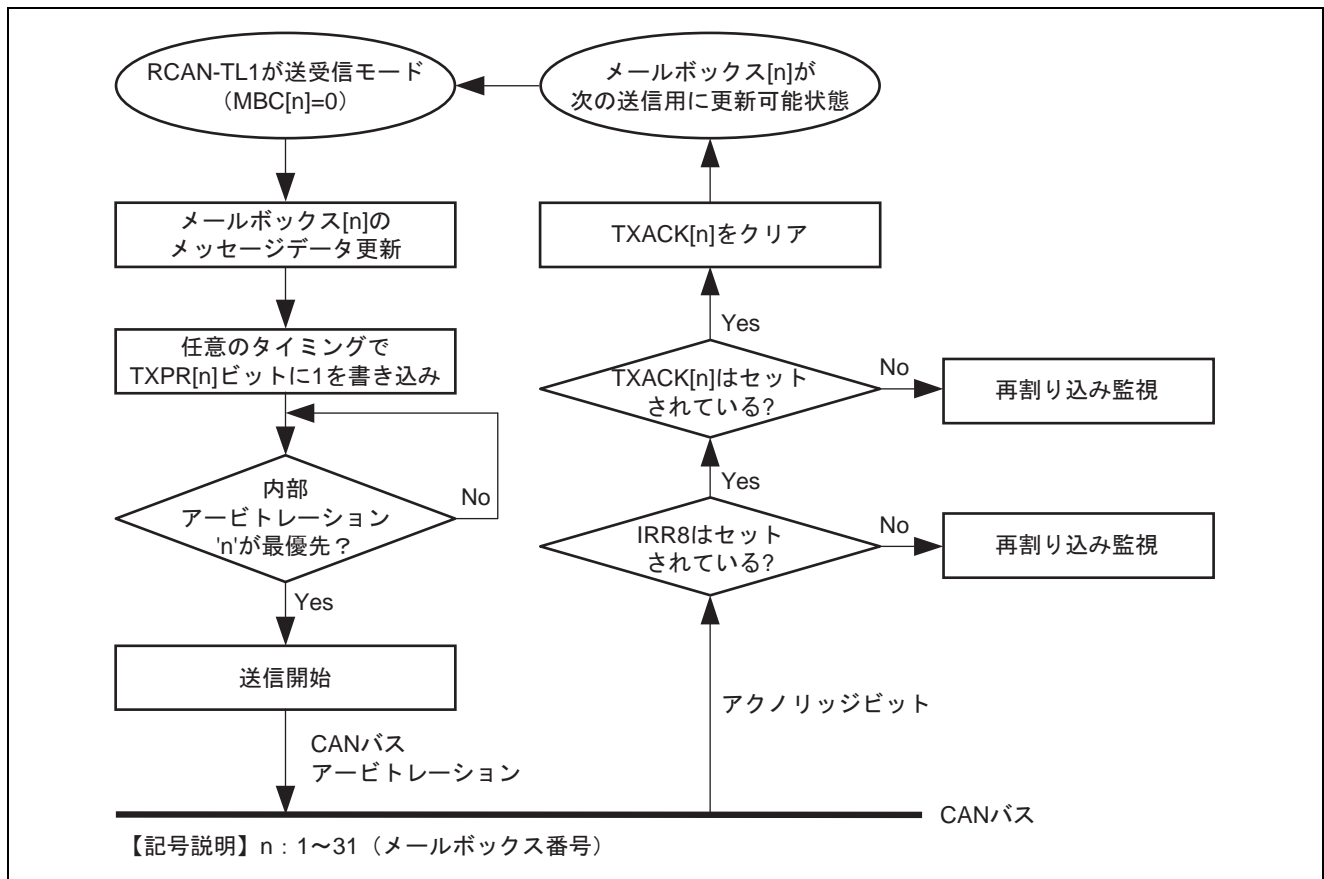 RCAN-TL1が送受信モード
（MBC[n]=0）
メールボックス[n]の
メッセージデータ更新
任意のタイミングで
TXPR[n]ビットに1を書き込み
内部
アービトレーション
'n'が最優先？
No
Yes
送信開始
CANバス
アービトレーション
メールボックス[n]が
次の送信用に更新可能状態
TXACK[n]をクリア
Yes
TXACK[n]はセット
されている?
No
再割り込み監視
Yes
IRR8はセット
されている?
No
再割り込み監視
アクノリッジビット
CANバス
【記号説明】n：1〜31（メールボックス番号）